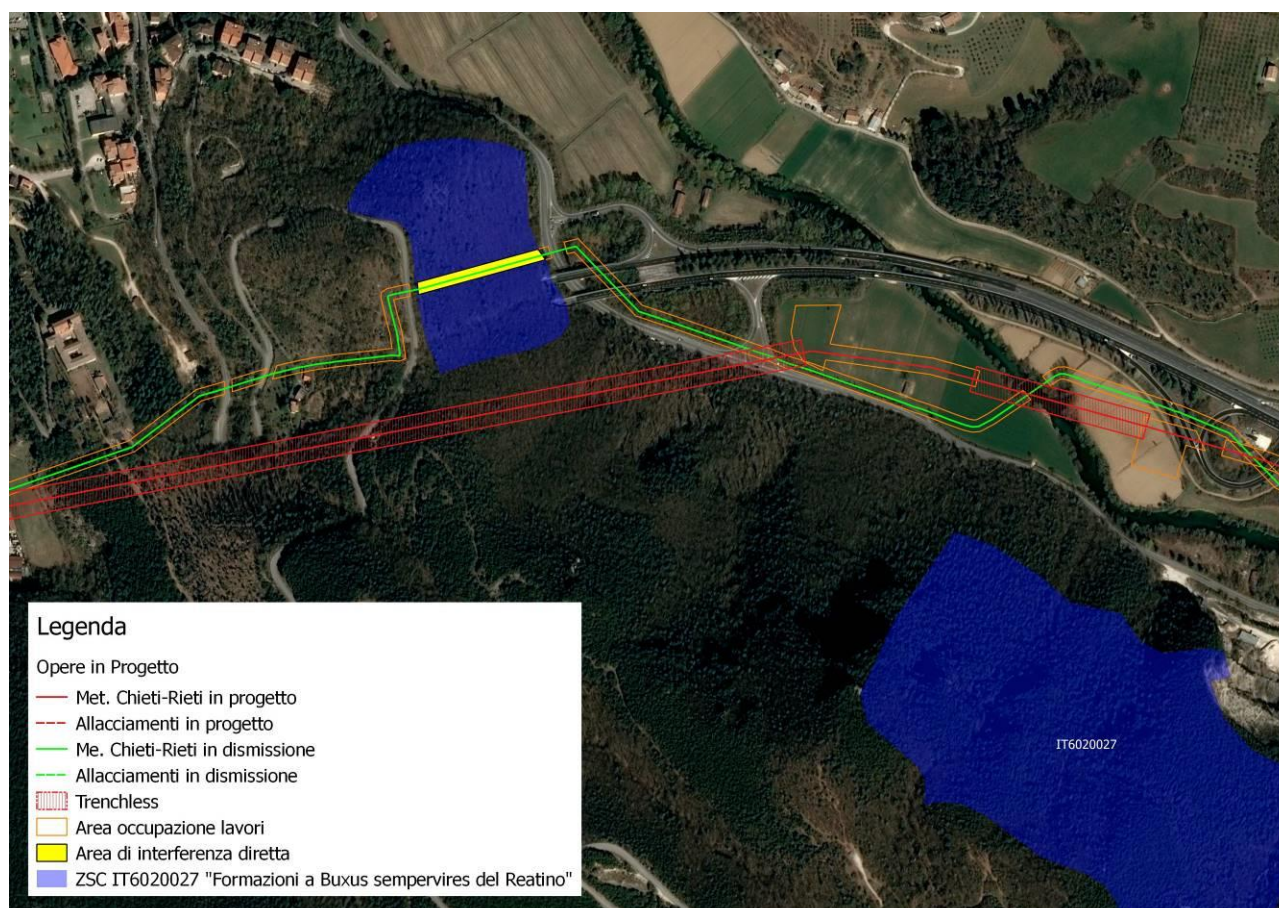 IT6020027
Legenda
Opere in Progetto
Met. Chieti-Rieti in progetto
Allacciamenti in progetto
Me. Chieti-Rieti in dismissione
Allacciamenti in dismissione
Trenchless
Area occupazione lavori
Area di interferenza diretta
ZSC IT6020027 "Formazioni a Buxus sempervires del Reatino"